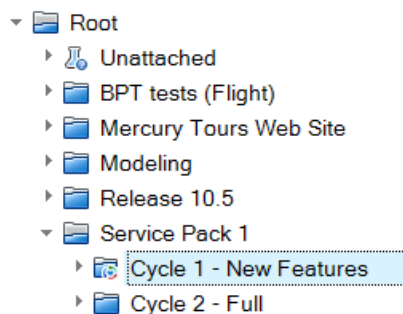 Root
Unattached
BPT tests (Flight)
Mercury Tours Web Site
Modeling
Release 10.5
Service Pack 1
Cycle 1 - New Features
Cycle 2 - Full